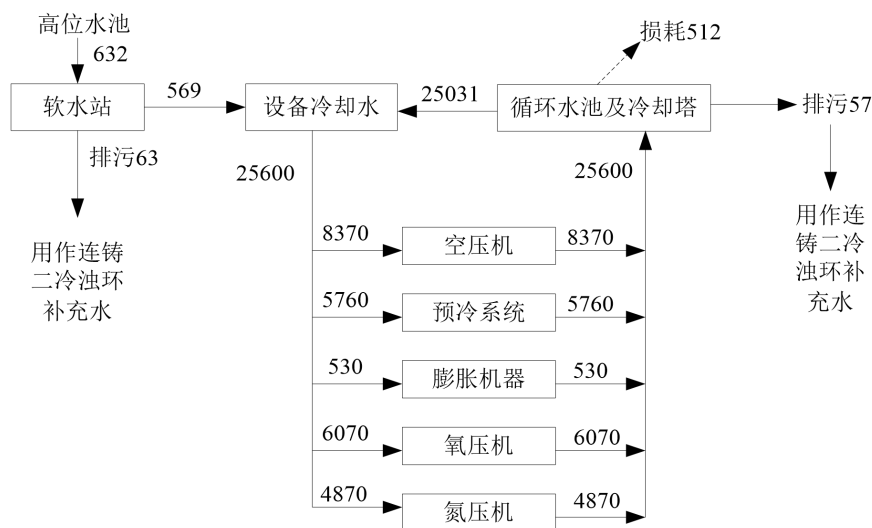 高位水池
632
损耗512
软水站
569
设备冷却水
25031
循环水池及冷却塔
排污57
排污63
25600
25600
用作连铸
二冷浊环
补充水
用作连
铸二冷
浊环补
充水
8370
空压机
8370
5760
预冷系统
5760
530
膨胀机器
530
6070
氧压机
6070
4870
氮压机
4870